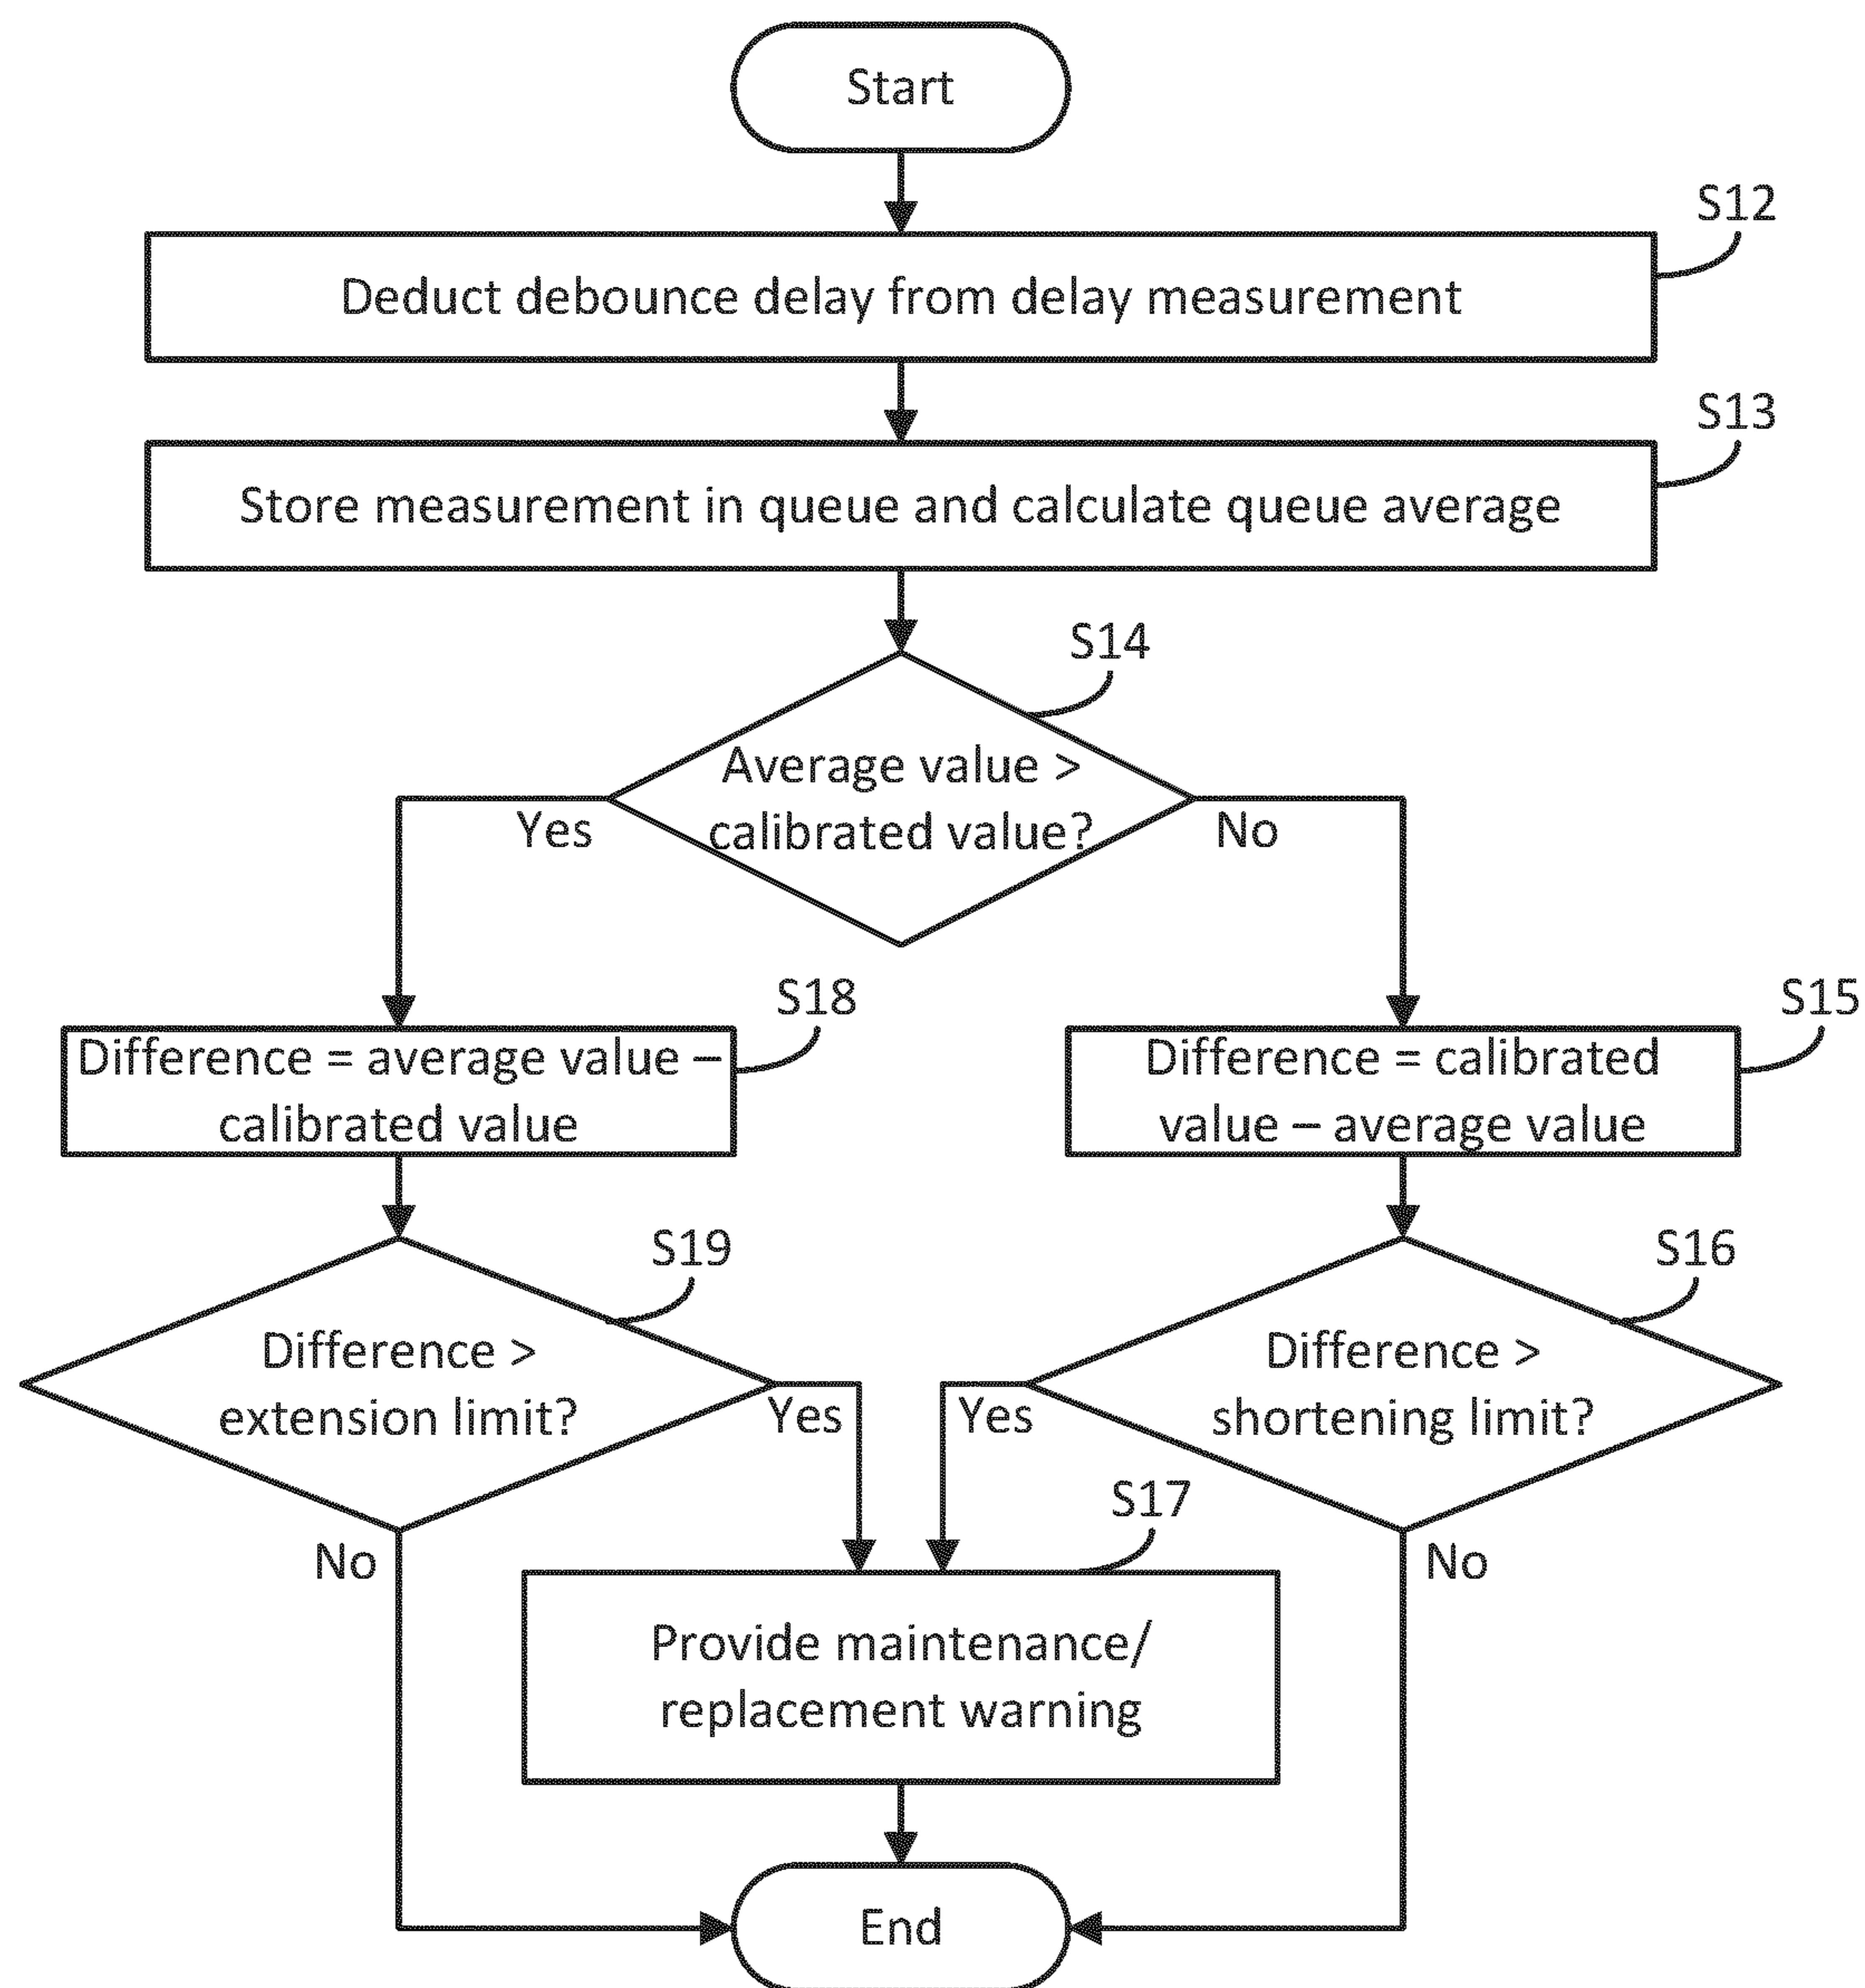 Start
S12
Deduct debounce delay from delay measurement
S13
Store measurement in queue and calculate queue average
S14
Average value >
calibrated value?
Yes
No
S18
Difference = average value –
calibrated value
S15
Difference = calibrated
value – average value
S19
Difference >
extension limit?
Yes
No
S16
Difference >
shortening limit?
Yes
No
S17
Provide maintenance/
replacement warning
End